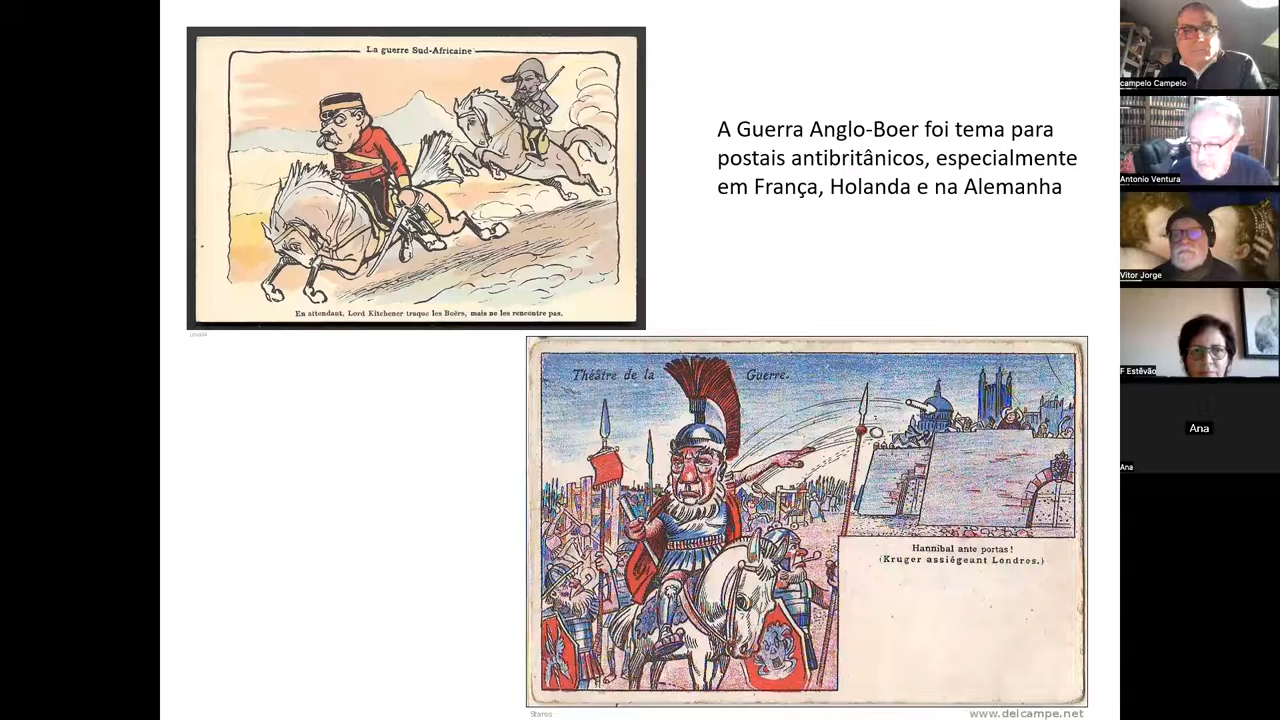 La guerre Sud-Africaine
En attendant, Lord Kitchener traque les Boërs, mais ne les rencontre pas.
A Guerra Anglo-Boer foi tema para
postais antibritânicos, especialmente
em França, Holanda e na Alemanha
Théâtre de la Guerre.
Hannibal ante portas!
(Kruger assiégeant Londres.)
Staros
www.delcampe.net
campelo Campelo
Antonio Ventura
Vitor Jorge
F Estêvão
Ana
Ana